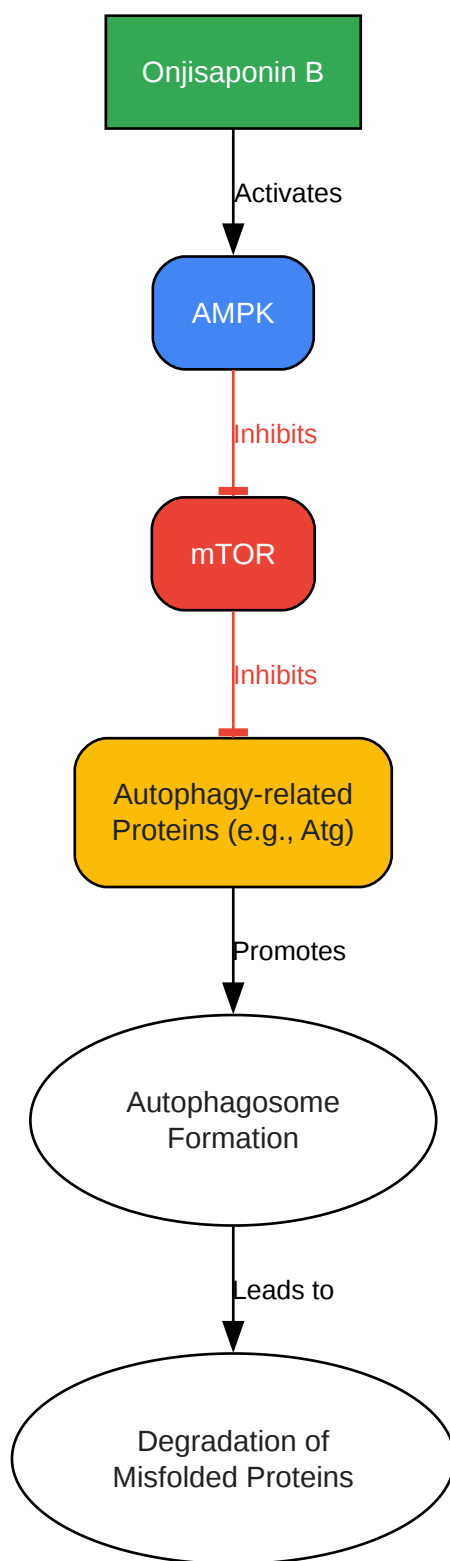 Onjisaponin B
Activates
AMPK
Inhibits
mTOR
Inhibits
Autophagy-related
Proteins (e.g., Atg)
Promotes
Autophagosome
Formation
Leads to
Degradation of
Misfolded Proteins